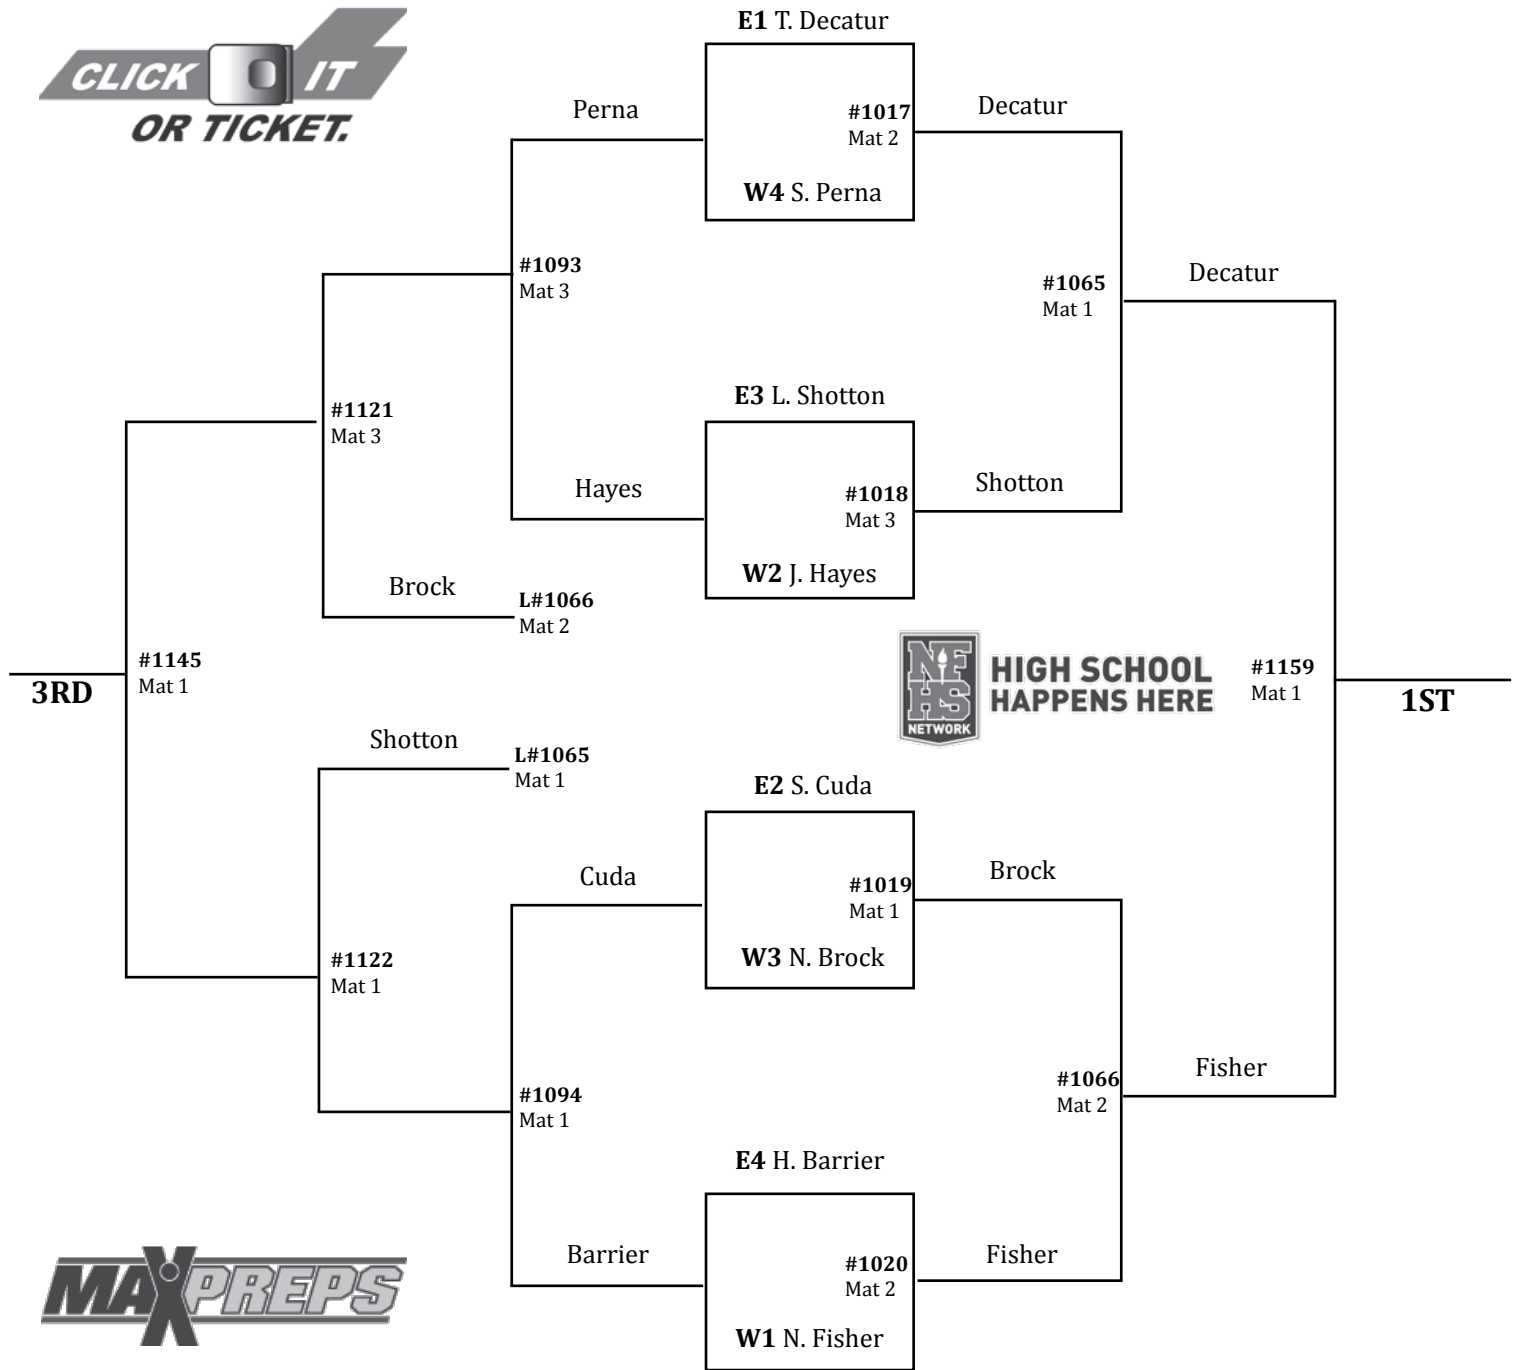 E1 T. Decatur
CLICK IT
OR TICKET.
Perna
#1017
Mat 2
Decatur
W4 S. Perna
#1093
Mat 3
#1065
Mat 1
Decatur
E3 L. Shotton
#1121
Mat 3
Hayes
#1018
Mat 3
Shotton
W2 J. Hayes
Brock
L#1066
Mat 2
#1145
Mat 1
3RD
NF
HS
NETWORK
HIGH SCHOOL
HAPPENS HERE
#1159
Mat 1
1ST
Shotton
L#1065
Mat 1
E2 S. Cuda
Cuda
#1019
Mat 1
Brock
W3 N. Brock
#1122
Mat 1
#1094
Mat 1
#1066
Mat 2
Fisher
E4 H. Barrier
Barrier
#1020
Mat 2
Fisher
W1 N. Fisher
MAXPREPS